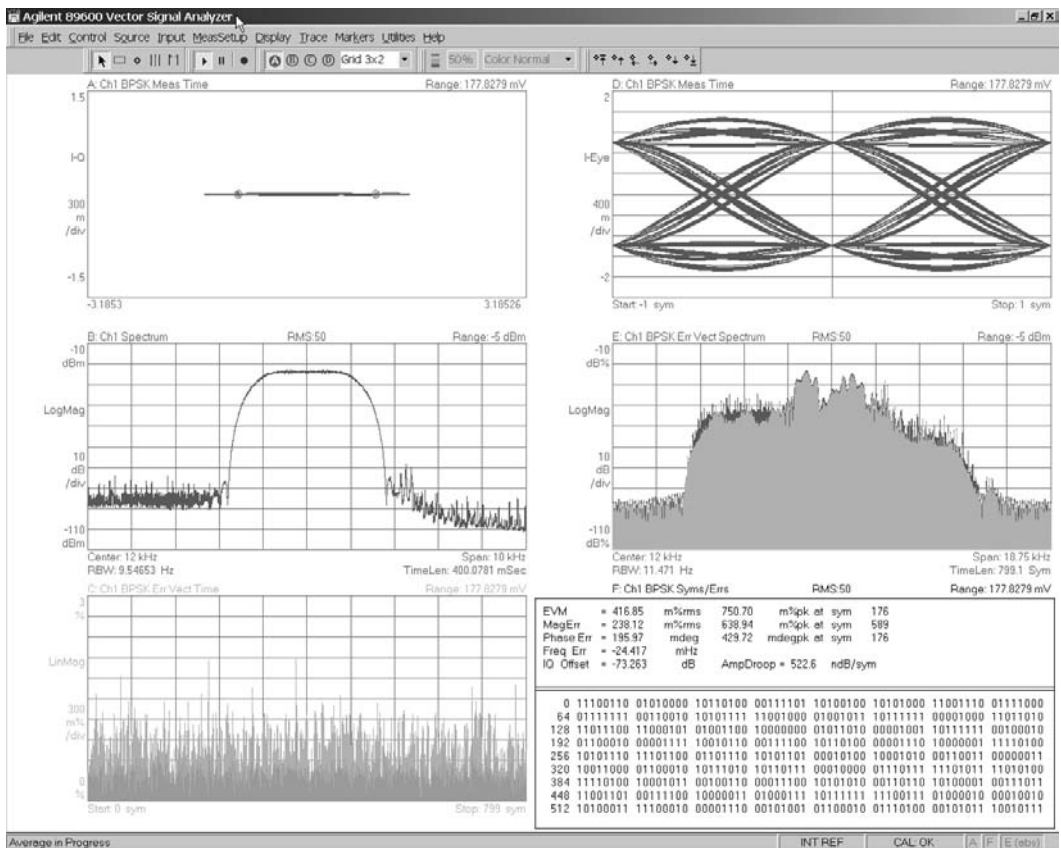 Agilent 89600 Vector Signal Analyzer
File Edit Control Source Input MeasSetup Display Trace Markers Utilities Help
A B C D Grid 3x2 50% Color Normal
A: Ch1 BPSK Meas Time Range: 177.8279 mV
1.5
I-Q
300
m
/div
-1.5
-3.1853 3.18526
D: Ch1 BPSK Meas Time Range: 177.8279 mV
2
I-Eye
400
m
/div
-2
Start: -1 sym Stop: 1 sym
B: Ch1 Spectrum RMS:50 Range: -5 dBm
-10
dBm
LogMag
10
dB
/div
-110
dBm
Center: 12 kHz Span: 10 kHz
RBW: 9.54653 Hz TimeLen: 400.0781 mSec
E: Ch1 BPSK Err Vect Spectrum RMS:50 Range: -5 dBm
-10
dB%
LogMag
10
dB
/div
-110
dB%
Center: 12 kHz Span: 18.75 kHz
RBW: 11.471 Hz TimeLen: 799.1 Sym
C: Ch1 BPSK Err Vect Time Range: 177.8279 mV
3
%
LinMag
300
m%
/div
0
%
Start: 0 sym Stop: 799 sym
F: Ch1 BPSK Syms/Errs RMS:50 Range: 177.8279 mV
EVM = 416.85 m%rms 750.70 m%pk at sym 176
MagErr = 238.12 m%rms 638.94 m%pk at sym 589
Phase Err = 195.97 mdeg 429.72 mdegpk at sym 176
Freq Err = -24.417 mHz
IQ Offset = -73.263 dB AmpDroop = 522.6 ndB/sym
0 11100110 01010000 10110100 00111101 10100100 10101000 11001110 01111000
64 01111111 00110010 10101111 11001000 01001011 10111111 00001000 11011010
128 11011100 11000101 01001100 10000000 01011010 00001001 10111111 00100010
192 01100010 00001111 10010110 00111100 10110100 00001110 10000001 11110100
256 10101110 11101100 01101110 10101011 10001001 01000010 00110011 00000011
320 10011000 01100010 10111010 10110111 00010000 01110111 11101011 11010100
384 11110100 10001011 00100110 00011100 10101010 00110110 10100001 00111011
448 11001101 00111100 10000011 01000111 10111111 11100111 01000010 00010010
512 10100011 11100010 00001110 00101001 01100010 01110100 00101011 10010111
Average in Progress INT REF CAL: OK A F E (abs)